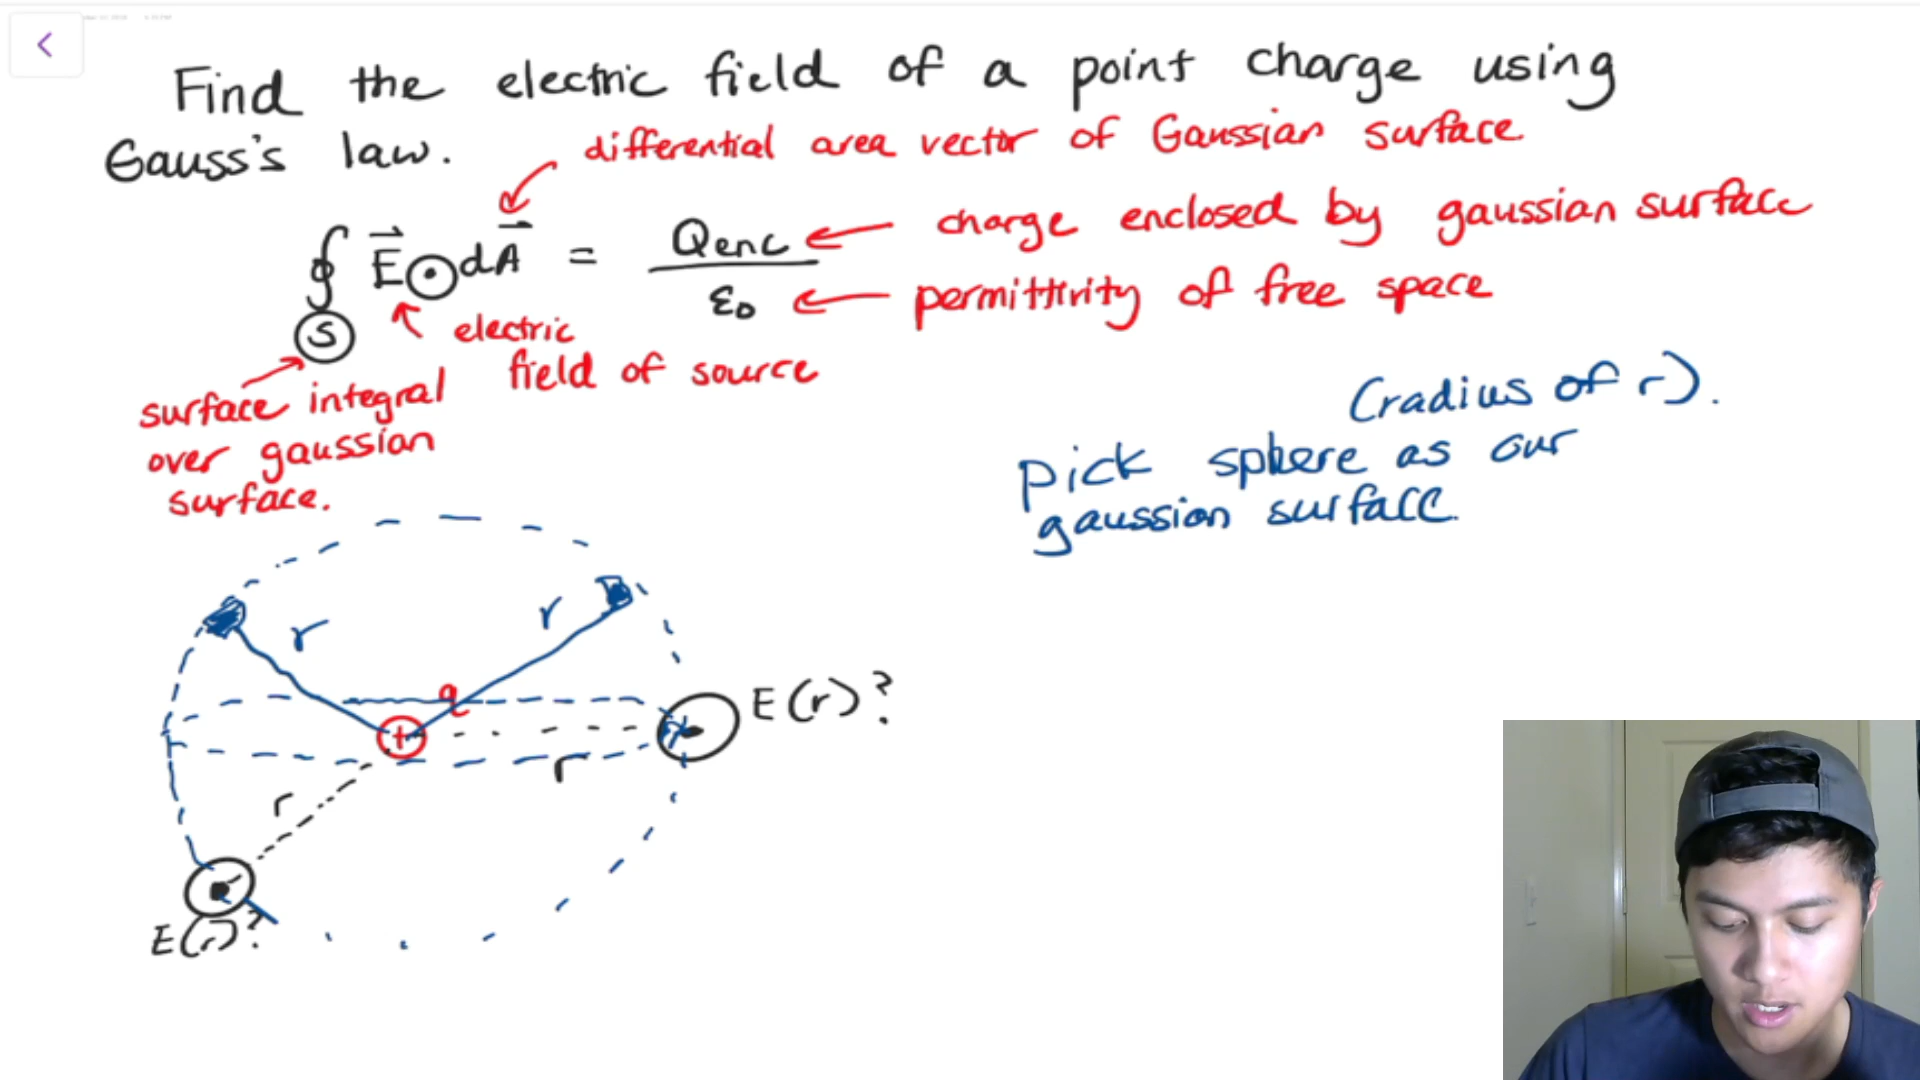 Find the electric field of a point charge using
Gauss's law.
differential area vector of Gaussian surface
∮ E⃗ ⊙ dA⃗ = Qenc / ε0
S
charge enclosed by gaussian surface
permittivity of free space
electric
field of source
surface integral
over gaussian
surface.
(radius of r).
pick sphere as our
gaussian surface.
r
r
q
+
E(r)?
r
r
E(r)?